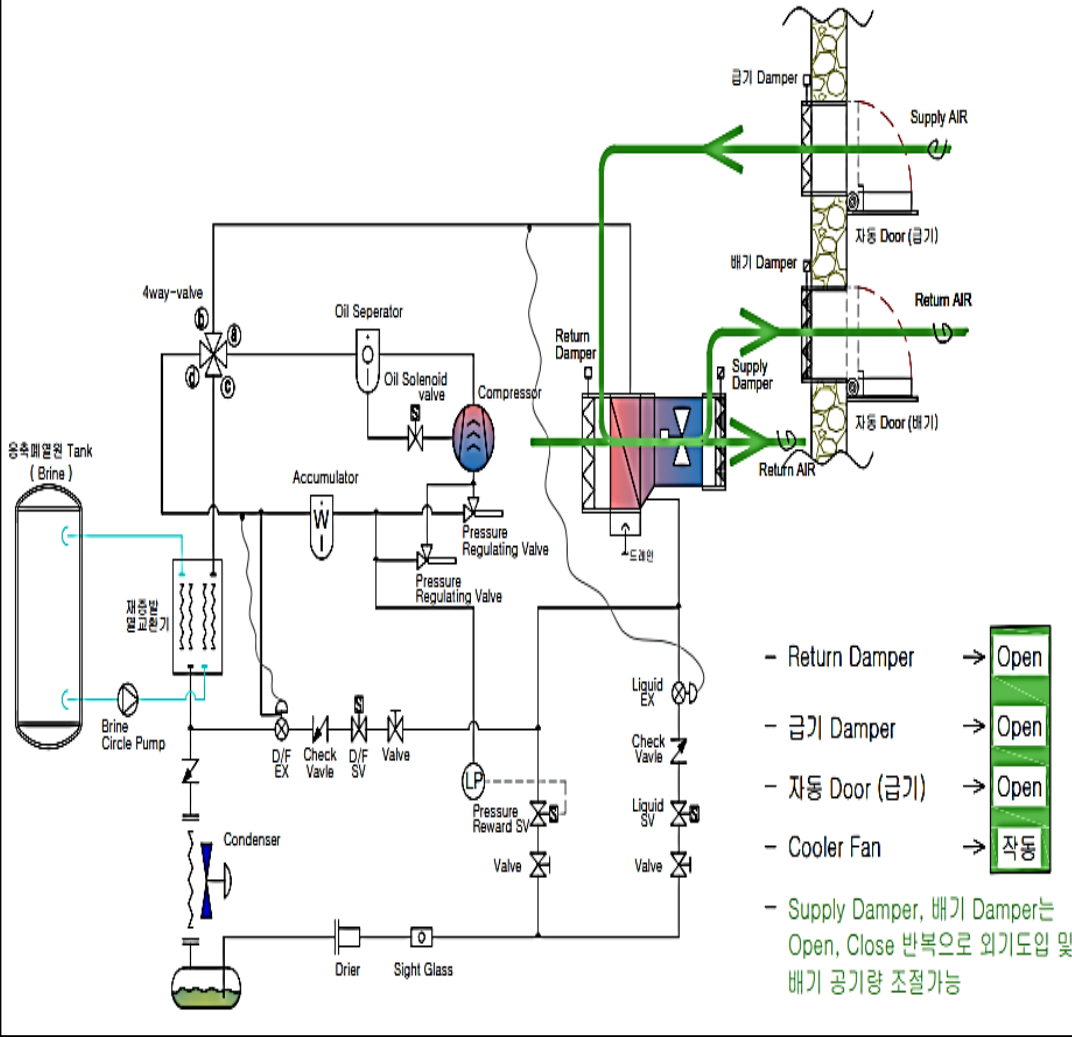 급기 Damper
Supply AIR
자동 Door (급기)
배기 Damper
Return AIR
자동 Door (배기)
4way-valve
b
a
d
c
Oil Seperator
Oil Solenoid
valve
S
Compressor
Return
Damper
Supply
Damper
Return AIR
드레인
응축폐열원 Tank
( Brine )
Accumulator
W
Pressure
Regulating Valve
Pressure
Regulating Valve
Brine
Circle Pump
D/F
EX
Check
Vavle
S
D/F
SV
Valve
LP
Pressure
Reward SV
S
Valve
Liquid
EX
Check
Vavle
Liquid
SV
S
Valve
Condenser
Drier
Sight Glass
- Return Damper → Open
- 급기 Damper → Open
- 자동 Door (급기) → Open
- Cooler Fan → 작동
- Supply Damper, 배기 Damper는
Open, Close 반복으로 외기도입 및
배기 공기량 조절가능